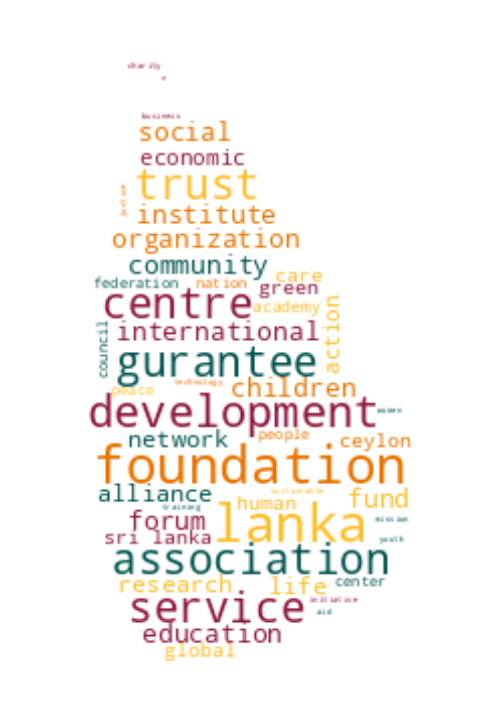 charity
business
social
economic
trust
justice
institute
organization
community
care
federation nation green
centre academy
international action
council
gurantee
technology
peace children
development women
network people ceylon
foundation
alliance sustainable fund
training human
forum lanka mission
sri lanka youth
association
research life center
service initiative
aid
education
global